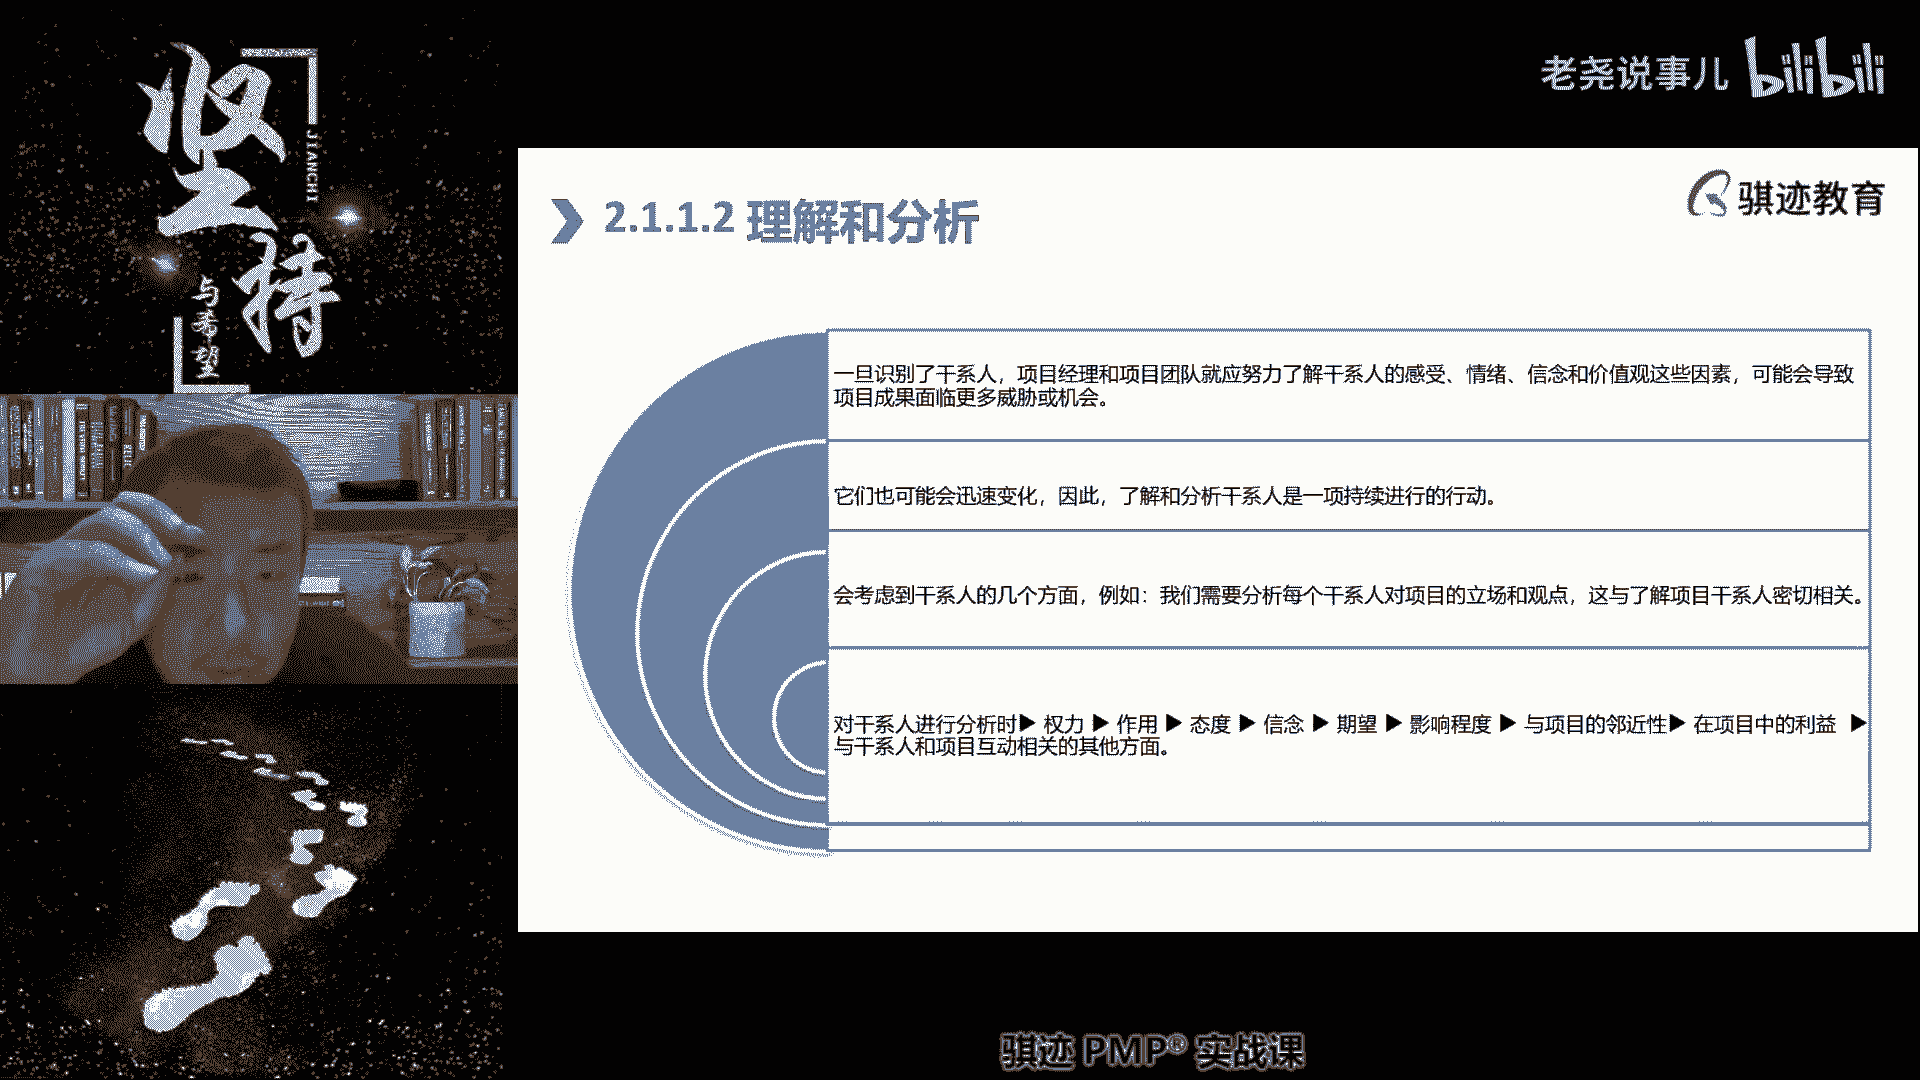 坚持
JIANCHI
与希望
老尧说事儿 bilibili
骐迹教育
2.1.1.2 理解和分析
一旦识别了干系人，项目经理和项目团队就应努力了解干系人的感受、情绪、信念和价值观这些因素，可能会导致
项目成果面临更多威胁或机会。
它们也可能会迅速变化，因此，了解和分析干系人是一项持续进行的行动。
会考虑到干系人的几个方面，例如：我们需要分析每个干系人对项目的立场和观点，这与了解项目干系人密切相关。
对干系人进行分析时▶ 权力 ▶ 作用 ▶ 态度 ▶ 信念 ▶ 期望 ▶ 影响程度 ▶ 与项目的邻近性▶ 在项目中的利益 ▶
与干系人和项目互动相关的其他方面。
骐迹 PMP® 实战课